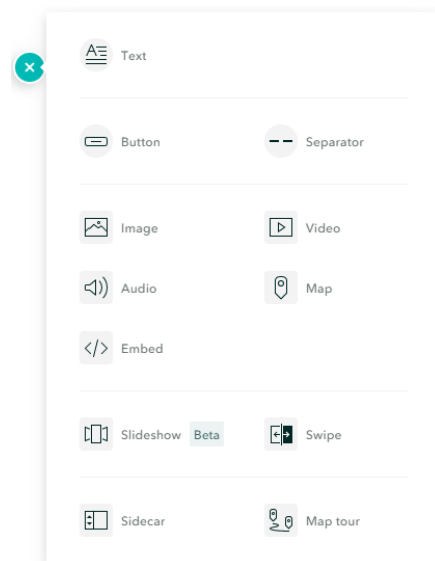 Text
Button Separator
Image Video
Audio Map
Embed
Slideshow Beta Swipe
Sidecar Map tour